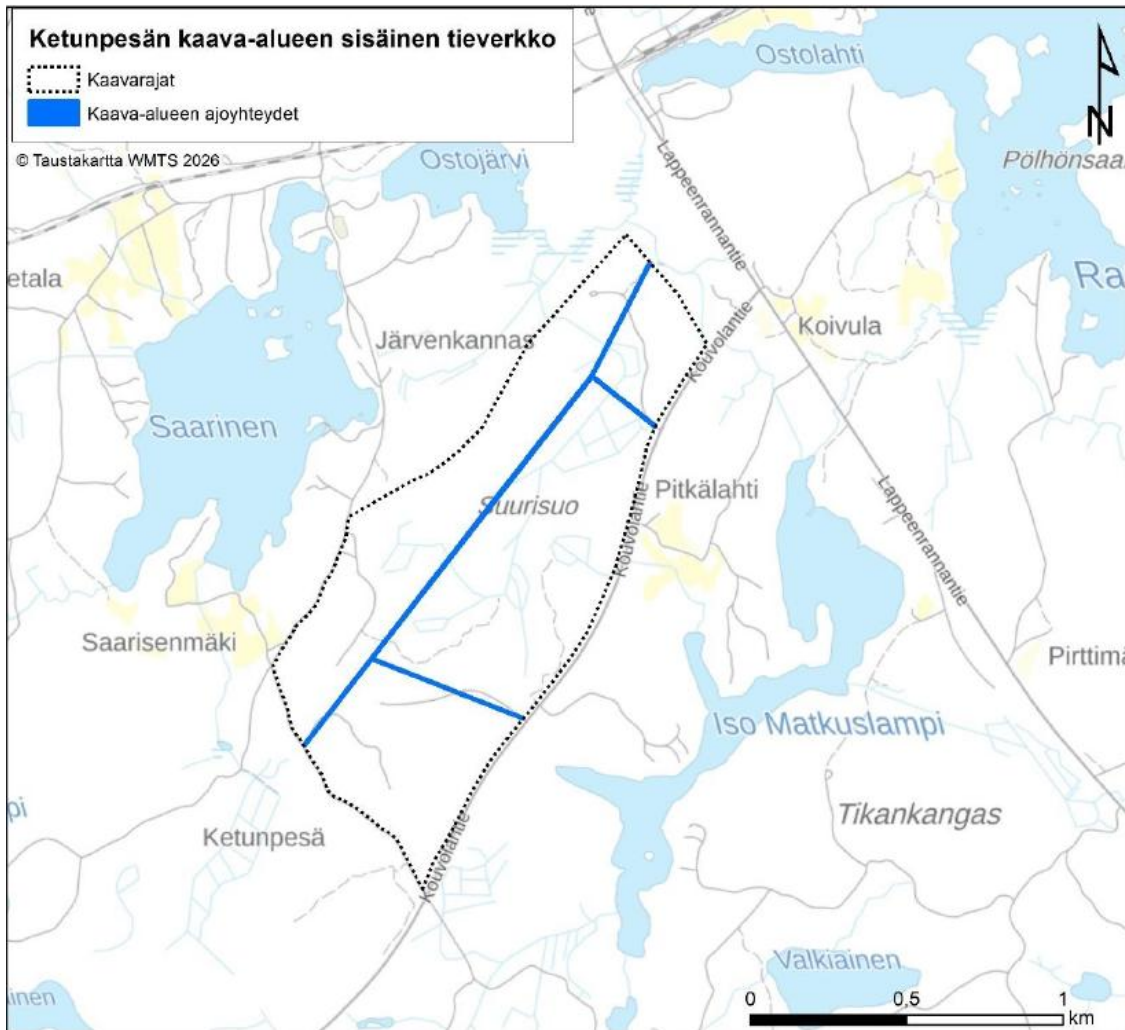 Ketunpesän kaava-alueen sisäinen tieverkko
Kaavarajat
Kaava-alueen ajoyhteydet
© Taustakartta WMTS 2026
Ostolahti
N
Ostojärvi
Lappeenrannantie
Pölhönsaa
etala
Ra
Järvenkannas
Koivula
Kouvolantie
Saarinen
Suurisuo
Pitkälahti
Kouvolantie
Lappeenrannantie
Saarisenmäki
Pirttimä
Iso Matkuslampi
pi
Ketunpesä
Tikankangas
Kouvolantie
Valkiainen
inen
0 0,5 1
km